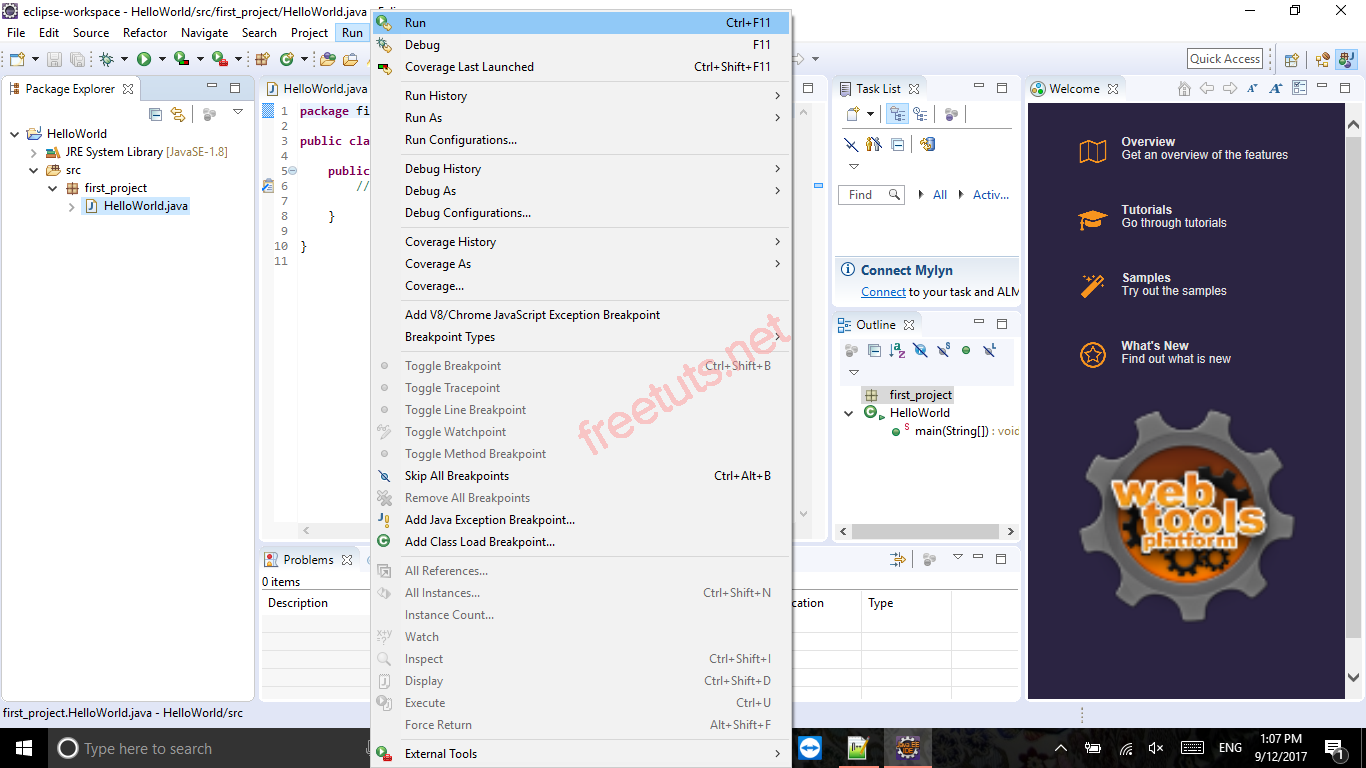 eclipse-workspace - HelloWorld/src/first_project/HelloWorld.java
File Edit Source Refactor Navigate Search Project Run
Quick Access
Package Explorer
HelloWorld
JRE System Library [JavaSE-1.8]
src
first_project
HelloWorld.java
HelloWorld.java
1 package fi
2
3 public cla
4
5 public
6 //
7
8 }
9
10 }
11
Run Ctrl+F11
Debug F11
Coverage Last Launched Ctrl+Shift+F11
Run History
Run As
Run Configurations...
Debug History
Debug As
Debug Configurations...
Coverage History
Coverage As
Coverage...
Add V8/Chrome JavaScript Exception Breakpoint
Breakpoint Types
Toggle Breakpoint Ctrl+Shift+B
Toggle Tracepoint
Toggle Line Breakpoint
Toggle Watchpoint
Toggle Method Breakpoint
Skip All Breakpoints Ctrl+Alt+B
Remove All Breakpoints
Add Java Exception Breakpoint...
Add Class Load Breakpoint...
All References...
All Instances... Ctrl+Shift+N
Instance Count...
Watch
Inspect Ctrl+Shift+I
Display Ctrl+Shift+D
Execute Ctrl+U
Force Return Alt+Shift+F
External Tools
freetuts.net
Task List
Find All Activ...
Connect Mylyn
Connect to your task and ALM
Outline
first_project
HelloWorld
main(String[]) : void
Welcome
Overview
Get an overview of the features
Tutorials
Go through tutorials
Samples
Try out the samples
What's New
Find out what is new
web
tools
platform
Problems
0 items
Description cation Type
first_project.HelloWorld.java - HelloWorld/src
Type here to search
ENG
1:07 PM
9/12/2017
1